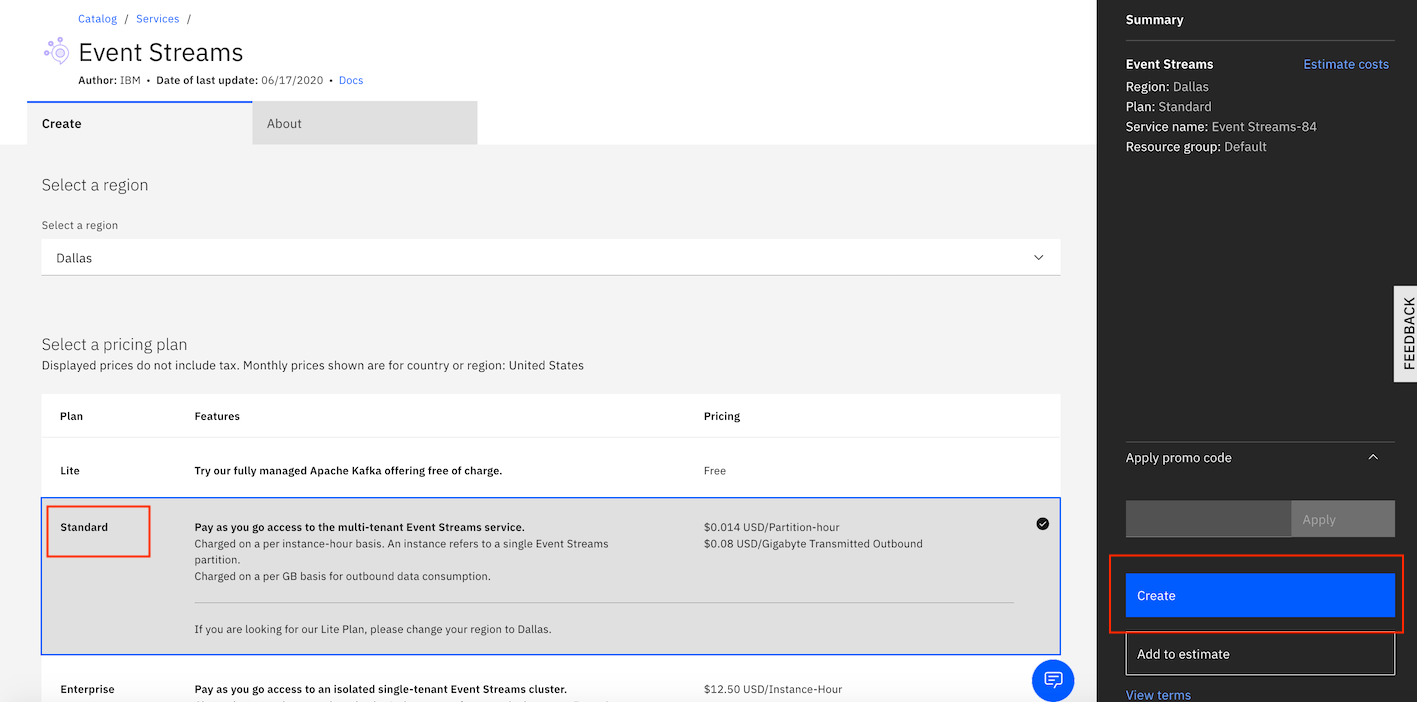 Catalog / Services /
Event Streams
Author: IBM • Date of last update: 06/17/2020 • Docs
Create
About
Select a region
Select a region
Dallas
Select a pricing plan
Displayed prices do not include tax. Monthly prices shown are for country or region: United States
Plan Features Pricing
Lite Try our fully managed Apache Kafka offering free of charge. Free
Standard Pay as you go access to the multi-tenant Event Streams service. $0.014 USD/Partition-hour
Charged on a per instance-hour basis. An instance refers to a single Event Streams $0.08 USD/Gigabyte Transmitted Outbound
partition.
Charged on a per GB basis for outbound data consumption.
If you are looking for our Lite Plan, please change your region to Dallas.
Enterprise Pay as you go access to an isolated single-tenant Event Streams cluster. $12.50 USD/Instance-Hour
Summary
Event Streams Estimate costs
Region: Dallas
Plan: Standard
Service name: Event Streams-84
Resource group: Default
FEEDBACK
Apply promo code
Apply
Create
Add to estimate
View terms